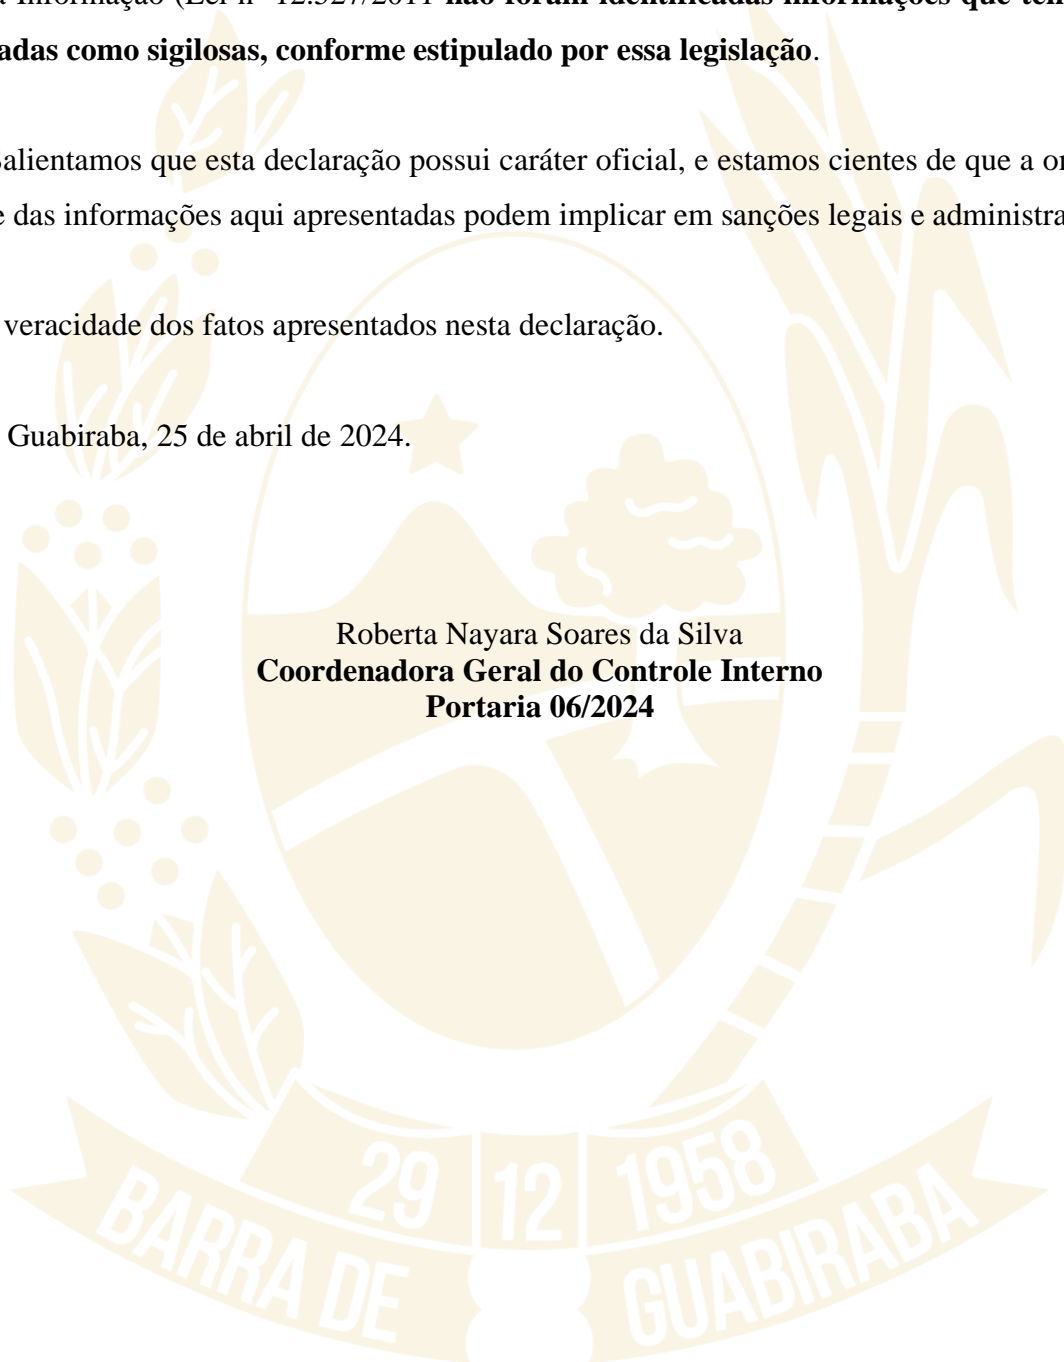 a Informação (Lei nº 12.527/2011 não foram identificadas informações que
adas como sigilosas, conforme estipulado por essa legislação.
Salientamos que esta declaração possui caráter oficial, e estamos cientes de que a
e das informações aqui apresentadas podem implicar em sanções legais e administra
veracidade dos fatos apresentados nesta declaração.
Guabiraba, 25 de abril de 2024.
Roberta Nayara Soares da Silva
Coordenadora Geral do Controle Interno
Portaria 06/2024
29 12 1958
BARRA DE GUABIRABA